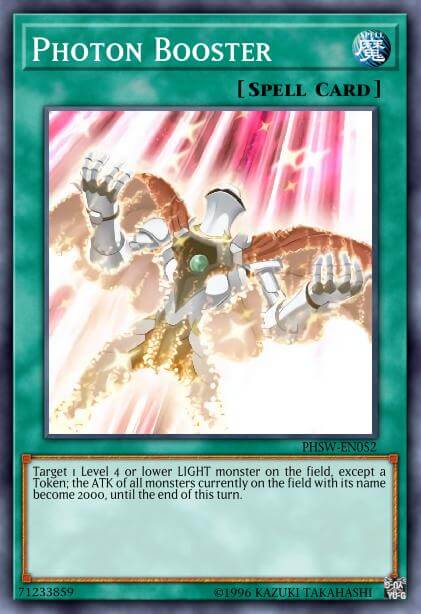 PHOTON BOOSTER
SPELL
魔
[SPELL CARD]
PHSW-EN052
Target 1 Level 4 or lower LIGHT monster on the field, except a
Token; the ATK of all monsters currently on the field with its name
become 2000, until the end of this turn.
71233859
©1996 KAZUKI TAKAHASHI